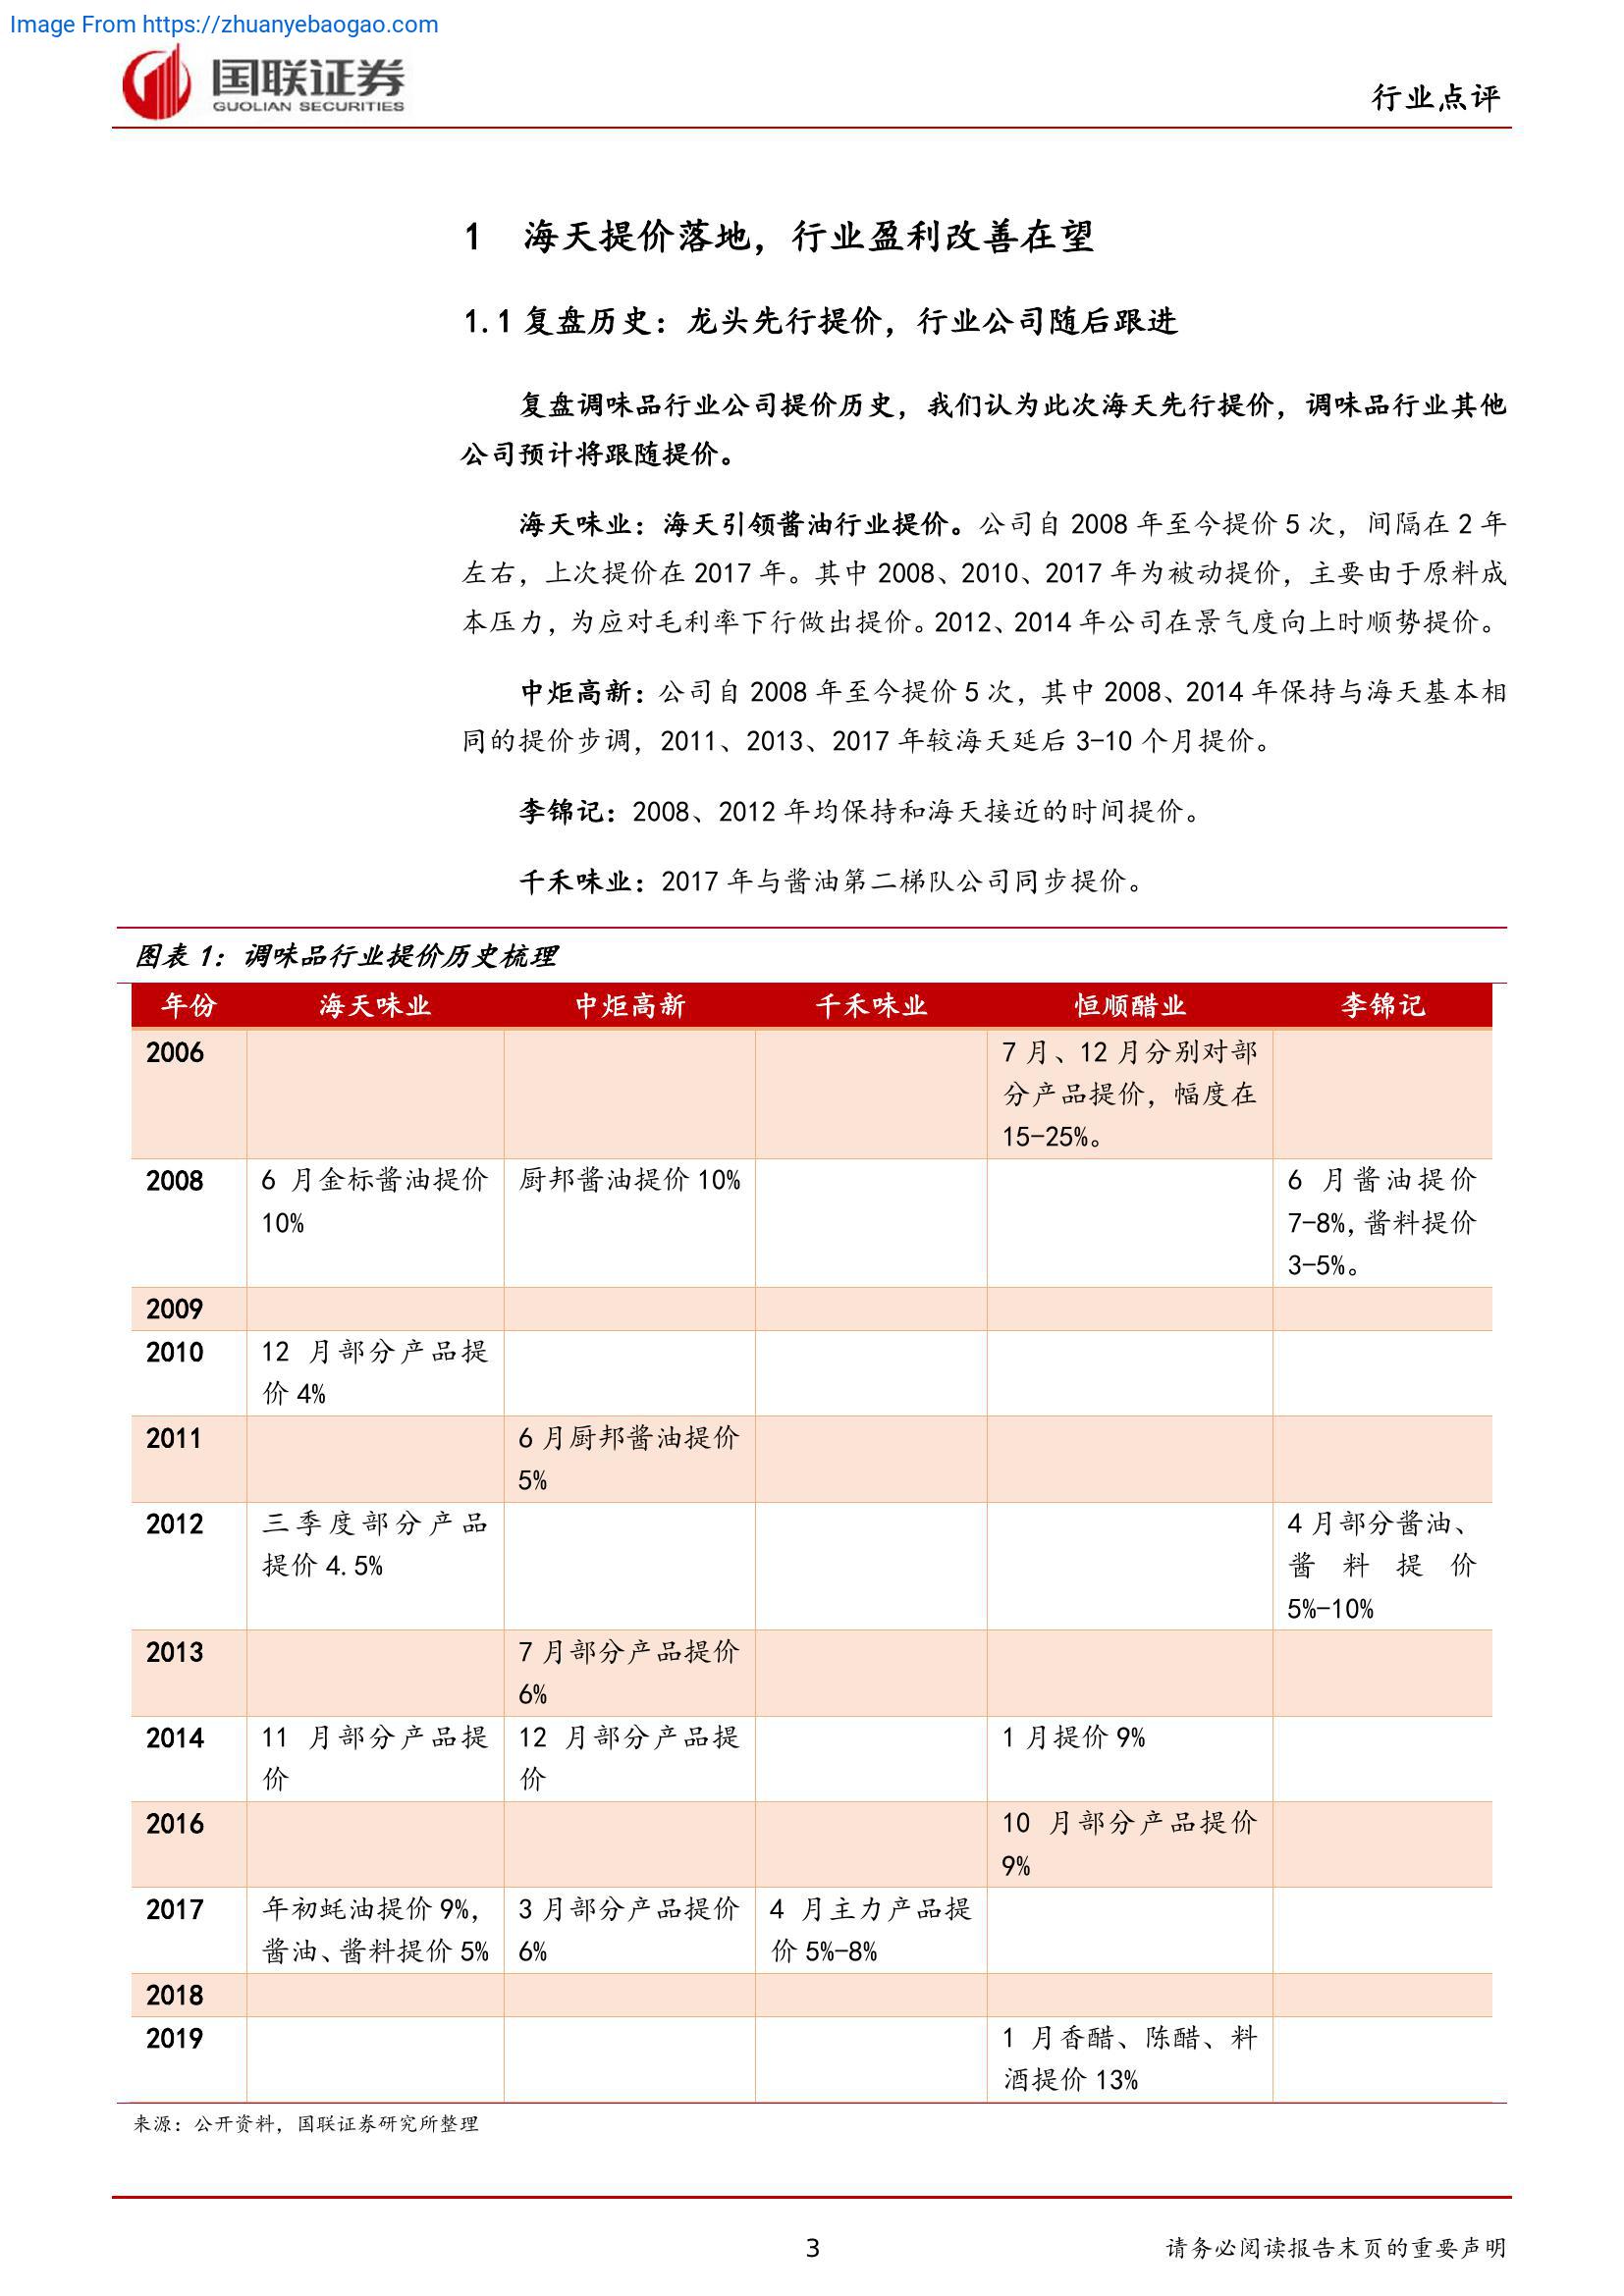 Image From https://zhuanyebaogao.com
国联证券
GUOLIAN SECURITIES
行业点评
1 海天提价落地，行业盈利改善在望
1.1 复盘历史：龙头先行提价，行业公司随后跟进
复盘调味品行业公司提价历史，我们认为此次海天先行提价，调味品行业其他
公司预计将跟随提价。
海天味业：海天引领酱油行业提价。公司自 2008 年至今提价 5 次，间隔在 2 年
左右，上次提价在 2017 年。其中 2008、2010、2017 年为被动提价，主要由于原料成
本压力，为应对毛利率下行做出提价。2012、2014 年公司在景气度向上时顺势提价。
中炬高新：公司自 2008 年至今提价 5 次，其中 2008、2014 年保持与海天基本相
同的提价步调，2011、2013、2017 年较海天延后 3-10 个月提价。
李锦记：2008、2012 年均保持和海天接近的时间提价。
千禾味业：2017 年与酱油第二梯队公司同步提价。
图表 1：调味品行业提价历史梳理
年份 海天味业 中炬高新 千禾味业 恒顺醋业 李锦记
2006
7 月、12 月分别对部
分产品提价，幅度在
15-25%。
2008
6 月金标酱油提价
10%
厨邦酱油提价 10%
6 月酱油提价
7-8%,酱料提价
3-5%。
2009
2010
12 月部分产品提
价 4%
2011
6 月厨邦酱油提价
5%
2012
三季度部分产品
提价 4.5%
4 月部分酱油、
酱料提价
5%-10%
2013
7 月部分产品提价
6%
2014
11 月部分产品提
价
12 月部分产品提
价
1 月提价 9%
2016
10 月部分产品提价
9%
2017
年初蚝油提价 9%，
酱油、酱料提价 5%
3 月部分产品提价
6%
4 月主力产品提
价 5%-8%
2018
2019
1 月香醋、陈醋、料
酒提价 13%
来源：公开资料，国联证券研究所整理
3
请务必阅读报告末页的重要声明